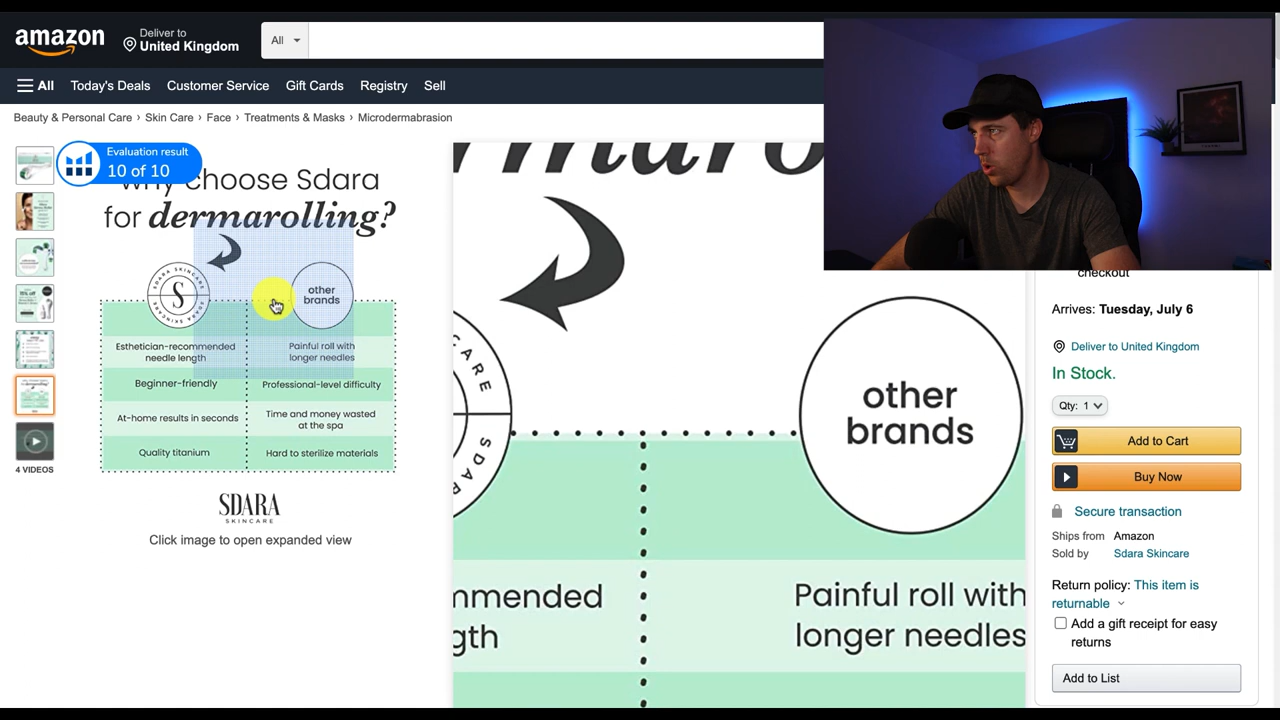 amazon
Deliver to
United Kingdom
All
All
Today's Deals
Customer Service
Gift Cards
Registry
Sell
Beauty & Personal Care › Skin Care › Face › Treatments & Masks › Microdermabrasion
Evaluation result
10 of 10
why choose Sdara
for dermarolling?
SDARA SKINCARE
S
other
brands
Esthetician-recommended
needle length
Painful roll with
longer needles
Beginner-friendly
Professional-level difficulty
At-home results in seconds
Time and money wasted
at the spa
Quality titanium
Hard to sterilize materials
SDARA
SKINCARE
Click image to open expanded view
4 VIDEOS
CARE
SDAR
other
brands
mmended
gth
Painful roll with
longer needles
checkout
Arrives: Tuesday, July 6
Deliver to United Kingdom
In Stock.
Qty: 1
Add to Cart
Buy Now
Secure transaction
Ships from Amazon
Sold by Sdara Skincare
Return policy: This item is
returnable
Add a gift receipt for easy
returns
Add to List